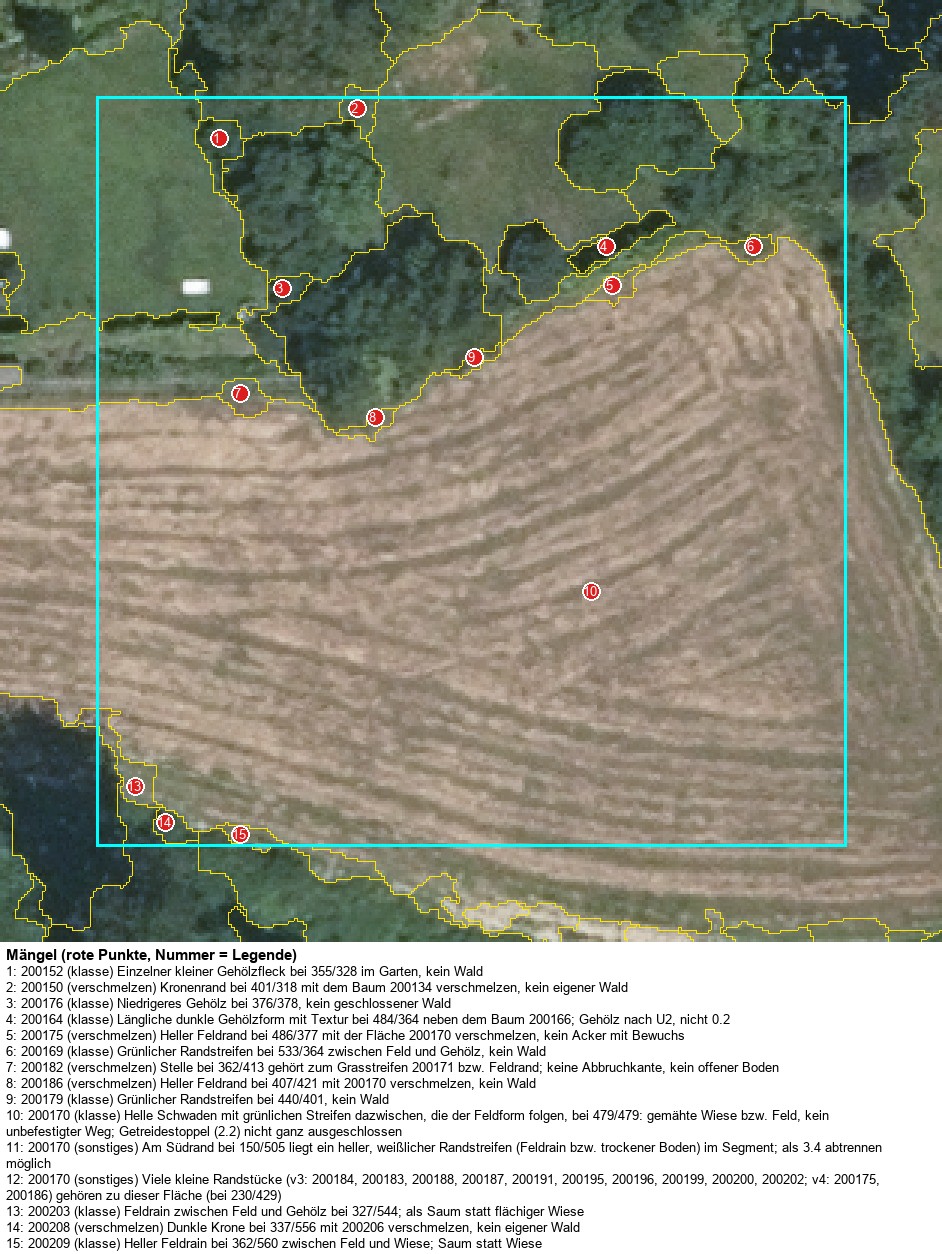 1
2
3
4
5
6
7
8
9
10
13
14
15
Mängel (rote Punkte, Nummer = Legende)
1: 200152 (klasse) Einzelner kleiner Gehölzfleck bei 355/328 im Garten, kein Wald
2: 200150 (verschmelzen) Kronenrand bei 401/318 mit dem Baum 200134 verschmelzen, kein eigener Wald
3: 200176 (klasse) Niedrigeres Gehölz bei 376/378, kein geschlossener Wald
4: 200164 (klasse) Längliche dunkle Gehölzform mit Textur bei 484/364 neben dem Baum 200166; Gehölz nach U2, nicht 0.2
5: 200175 (verschmelzen) Heller Feldrand bei 486/377 mit der Fläche 200170 verschmelzen, kein Acker mit Bewuchs
6: 200169 (klasse) Grünlicher Randstreifen bei 533/364 zwischen Feld und Gehölz, kein Wald
7: 200182 (verschmelzen) Stelle bei 362/413 gehört zum Grasstreifen 200171 bzw. Feldrand; keine Abbruchkante, kein offener Boden
8: 200186 (verschmelzen) Heller Feldrand bei 407/421 mit 200170 verschmelzen, kein Wald
9: 200179 (klasse) Grünlicher Randstreifen bei 440/401, kein Wald
10: 200170 (klasse) Helle Schwaden mit grünlichen Streifen dazwischen, die der Feldform folgen, bei 479/479: gemähte Wiese bzw. Feld, kein
unbefestigter Weg; Getreidestoppel (2.2) nicht ganz ausgeschlossen
11: 200170 (sonstiges) Am Südrand bei 150/505 liegt ein heller, weißlicher Randstreifen (Feldrain bzw. trockener Boden) im Segment; als 3.4 abtrennen
möglich
12: 200170 (sonstiges) Viele kleine Randstücke (v3: 200184, 200183, 200188, 200187, 200191, 200195, 200196, 200199, 200200, 200202; v4: 200175,
200186) gehören zu dieser Fläche (bei 230/429)
13: 200203 (klasse) Feldrain zwischen Feld und Gehölz bei 327/544; als Saum statt flächiger Wiese
14: 200208 (verschmelzen) Dunkle Krone bei 337/556 mit 200206 verschmelzen, kein eigener Wald
15: 200209 (klasse) Heller Feldrain bei 362/560 zwischen Feld und Wiese; Saum statt Wiese